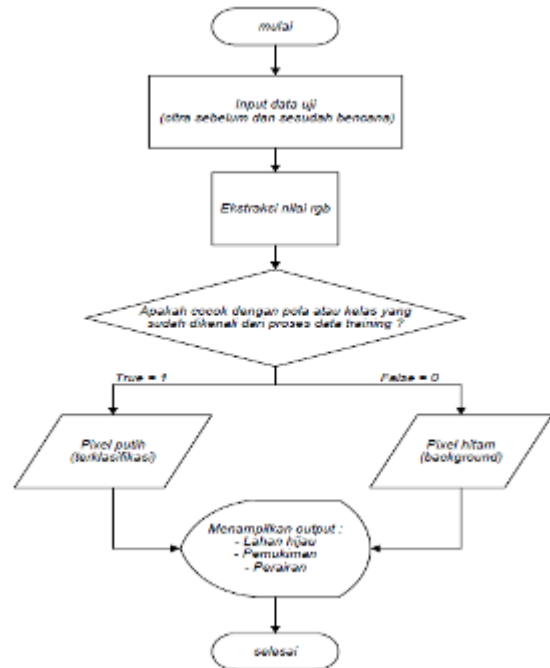 mulai
Input data uji
(citra sebelum dan sesudah bencana)
Ekstraksi nilai rgb
Apakah cocok dengan pola atau kelas yang
sudah dikenali dari proses data training ?
True = 1
False = 0
Pixel putih
(terklasifikasi)
Pixel hitam
(background)
Menampilkan output :
- Lahan hijau
- Pemukiman
- Perairan
selesai